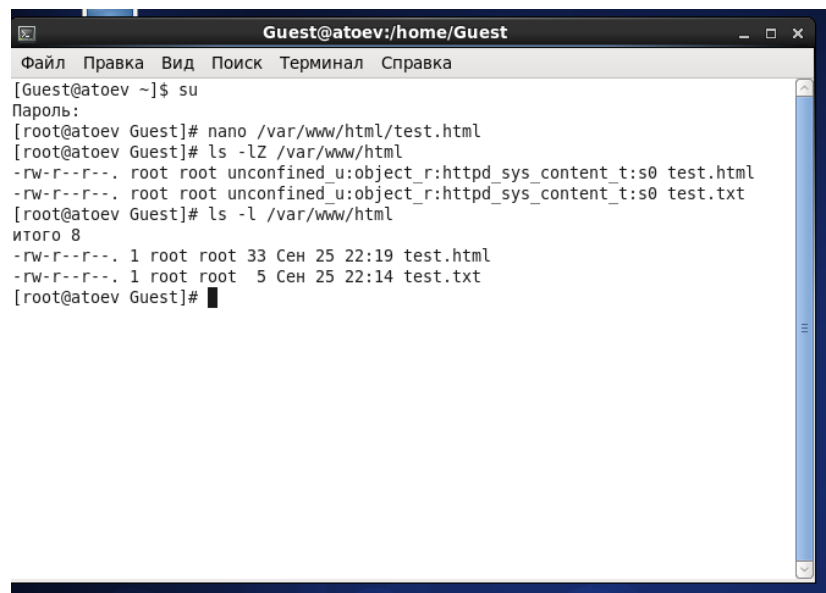 Guest@atoev:/home/Guest
Файл Правка Вид Поиск Терминал Справка
[Guest@atoev ~]$ su
Пароль:
[root@atoev Guest]# nano /var/www/html/test.html
[root@atoev Guest]# ls -lZ /var/www/html
-rw-r--r--. root root unconfined_u:object_r:httpd_sys_content_t:s0 test.html
-rw-r--r--. root root unconfined_u:object_r:httpd_sys_content_t:s0 test.txt
[root@atoev Guest]# ls -l /var/www/html
итого 8
-rw-r--r--. 1 root root 33 Сен 25 22:19 test.html
-rw-r--r--. 1 root root  5 Сен 25 22:14 test.txt
[root@atoev Guest]#